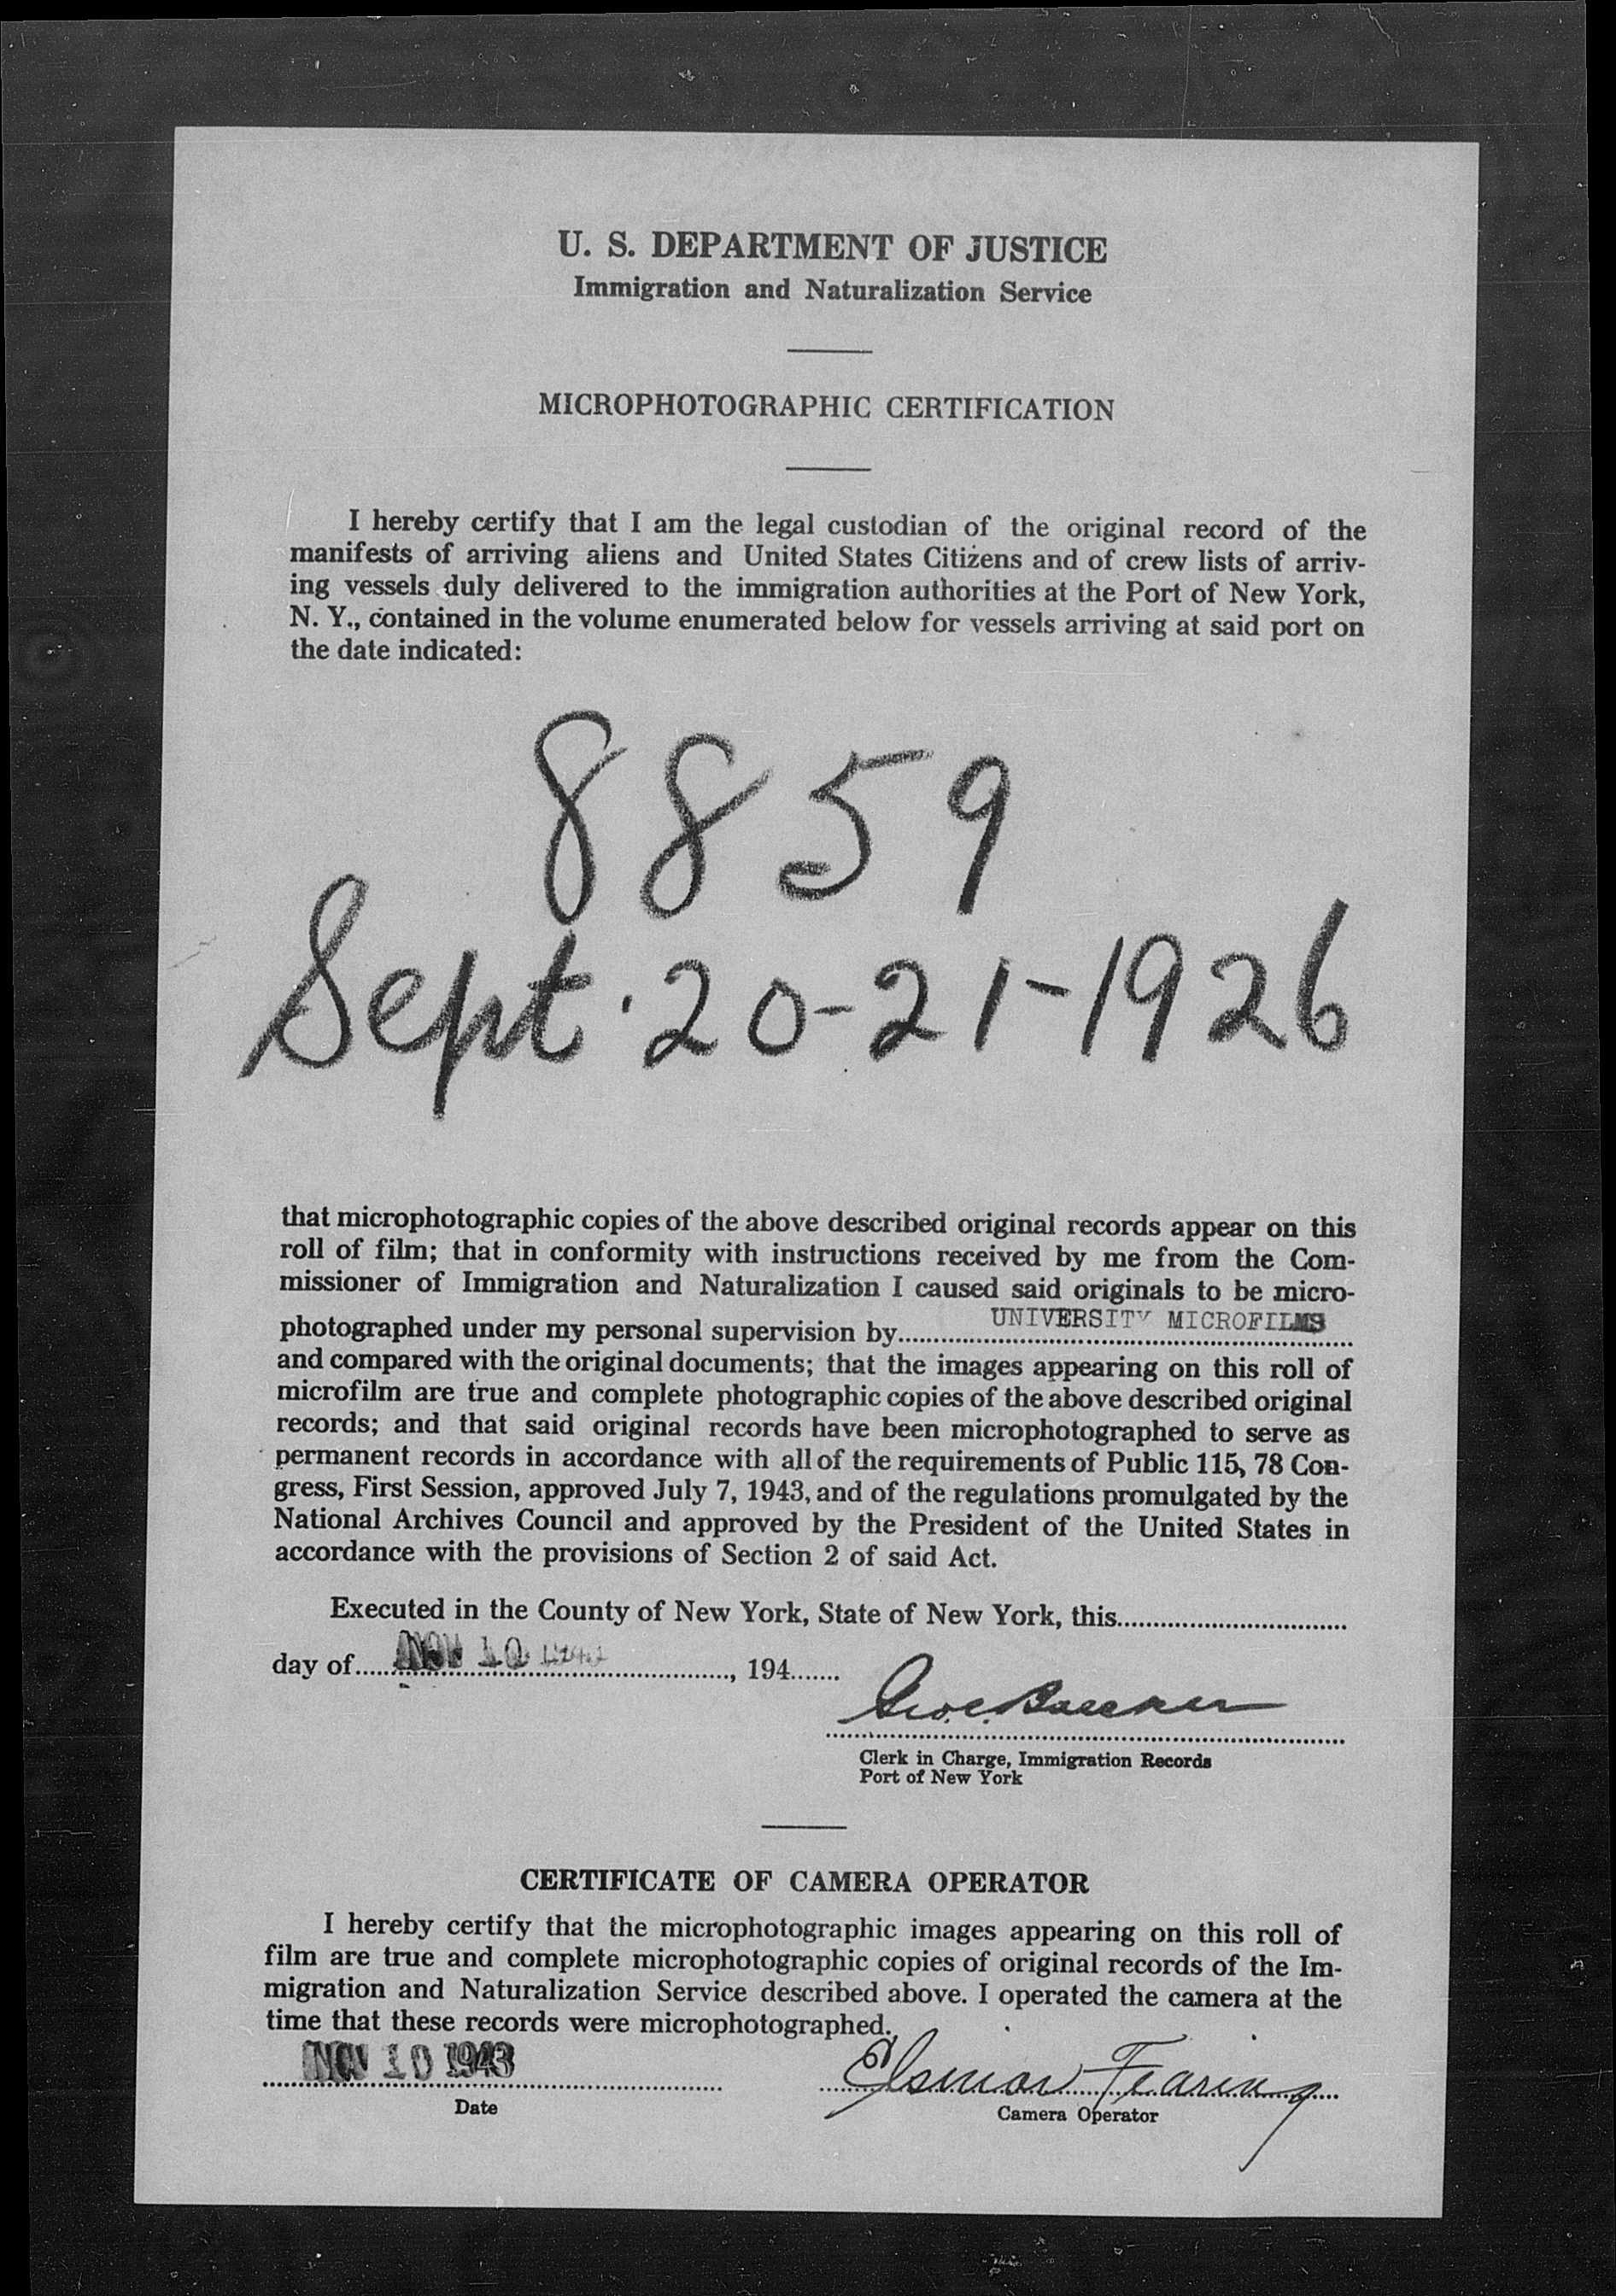 U. S. DEPARTMENT OF JUSTICE
Immigration and Naturalization Service
MICROPHOTOGRAPHIC CERTIFICATION
I hereby certify that I am the legal custodian of the original record of the
manifests of arriving aliens and United States Citizens and of crew lists of arriv-
ing vessels duly delivered to the immigration authorities at the Port of New York,
N. Y., contained in the volume enumerated below for vessels arriving at said port on
the date indicated:
8859
Sept. 20-21-1926
that microphotographic copies of the above described original records appear on this
roll of film; that in conformity with instructions received by me from the Com-
missioner of Immigration and Naturalization I caused said originals to be micro-
photographed under my personal supervision by UNIVERSITY MICROFILMS
and compared with the original documents; that the images appearing on this roll of
microfilm are true and complete photographic copies of the above described original
records; and that said original records have been microphotographed to serve as
permanent records in accordance with all of the requirements of Public 115, 78 Con-
gress, First Session, approved July 7, 1943, and of the regulations promulgated by the
National Archives Council and approved by the President of the United States in
accordance with the provisions of Section 2 of said Act.
Executed in the County of New York, State of New York, this
day of NOV 10, 194
Clerk in Charge, Immigration Records
Port of New York
CERTIFICATE OF CAMERA OPERATOR
I hereby certify that the microphotographic images appearing on this roll of
film are true and complete microphotographic copies of original records of the Im-
migration and Naturalization Service described above. I operated the camera at the
time that these records were microphotographed.
NOV 10 1943 Fearing
Date Camera Operator